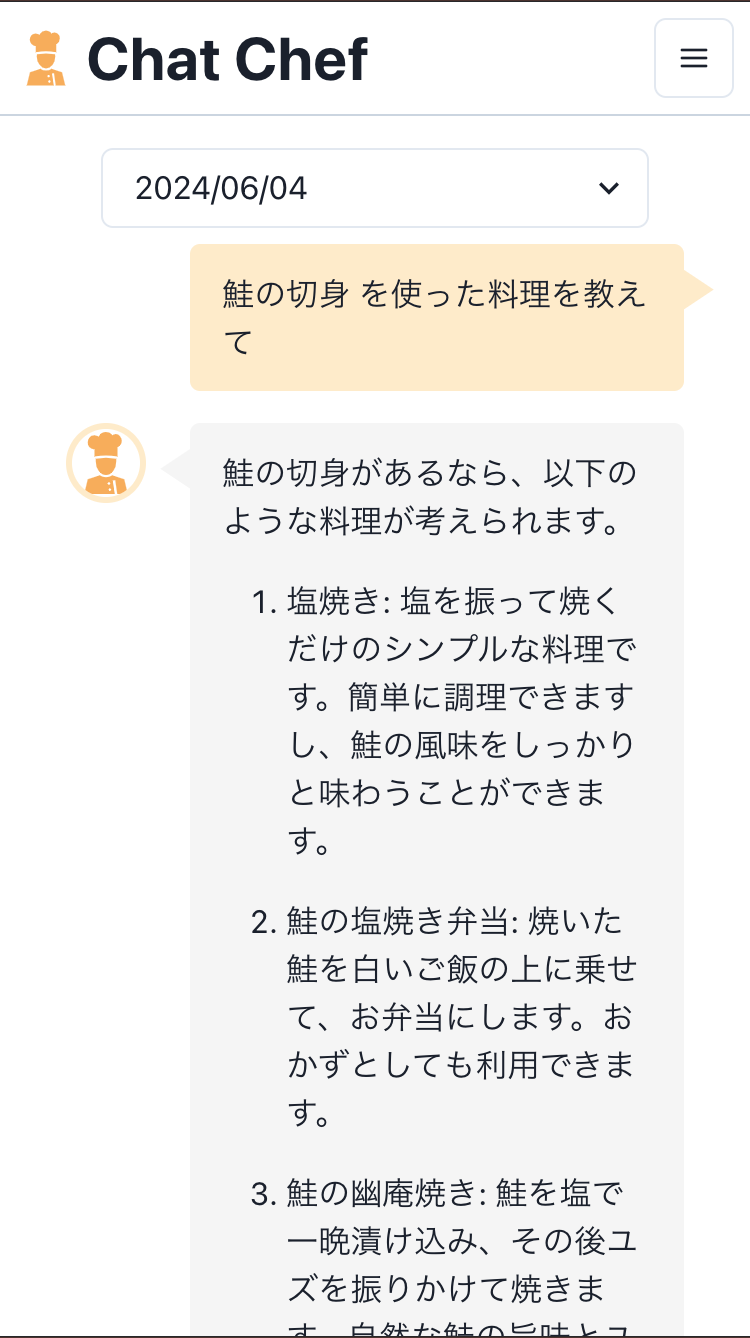 Chat Chef
2024/06/04
鮭の切身 を使った料理を教え
て
鮭の切身があるなら、以下の
ような料理が考えられます。
1. 塩焼き: 塩を振って焼く
だけのシンプルな料理で
す。簡単に調理できます
し、鮭の風味をしっかり
と味わうことができま
す。
2. 鮭の塩焼き弁当: 焼いた
鮭を白いご飯の上に乗せ
て、お弁当にします。お
かずとしても利用できま
す。
3. 鮭の幽庵焼き: 鮭を塩で
一晩漬け込み、その後ユ
ズを振りかけて焼きま
す。自然な鮭の旨味とユ